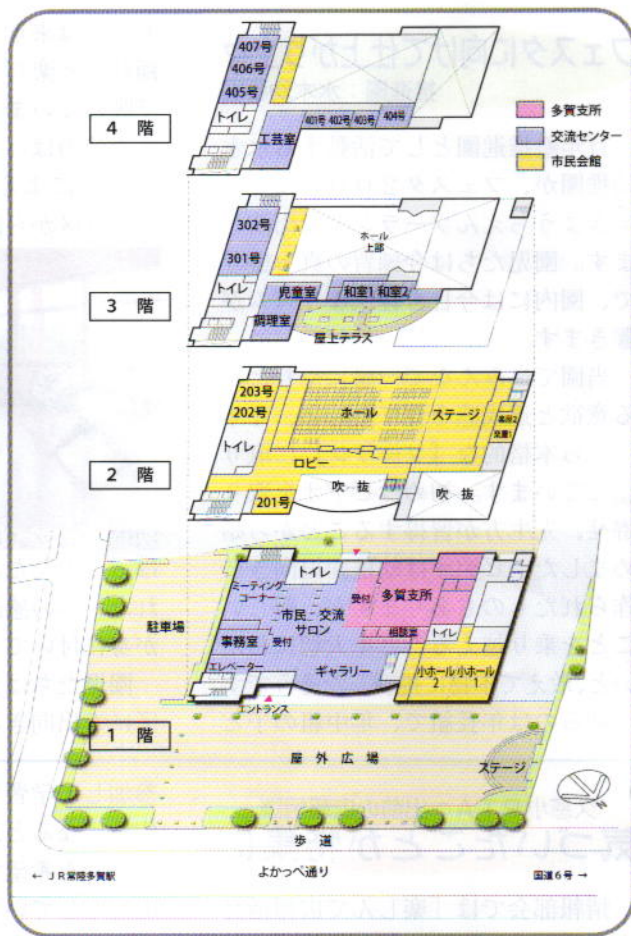 407号
406号
405号
トイレ
工芸室
401号 402号 403号 404号
4 階
多賀支所
交流センター
市民会館
302号
301号
トイレ
ホール
上部
児童室
和室1 和室2
調理室
屋上テラス
3 階
203号
202号
トイレ
ホール
ステージ
楽屋2
楽屋1
ロビー
吹 抜
吹 抜
201号
2 階
ミーティング
コーナー
トイレ
市民 交流
サロン
受付
多賀支所
相談室
トイレ
事務室
受付
エレベーター
ギャラリー
小ホール
2
小ホール
1
エントランス
駐車場
1 階
屋 外 広 場
ステージ
N
歩 道
よかっぺ通り
← JR常陸多賀駅
国道6号 →